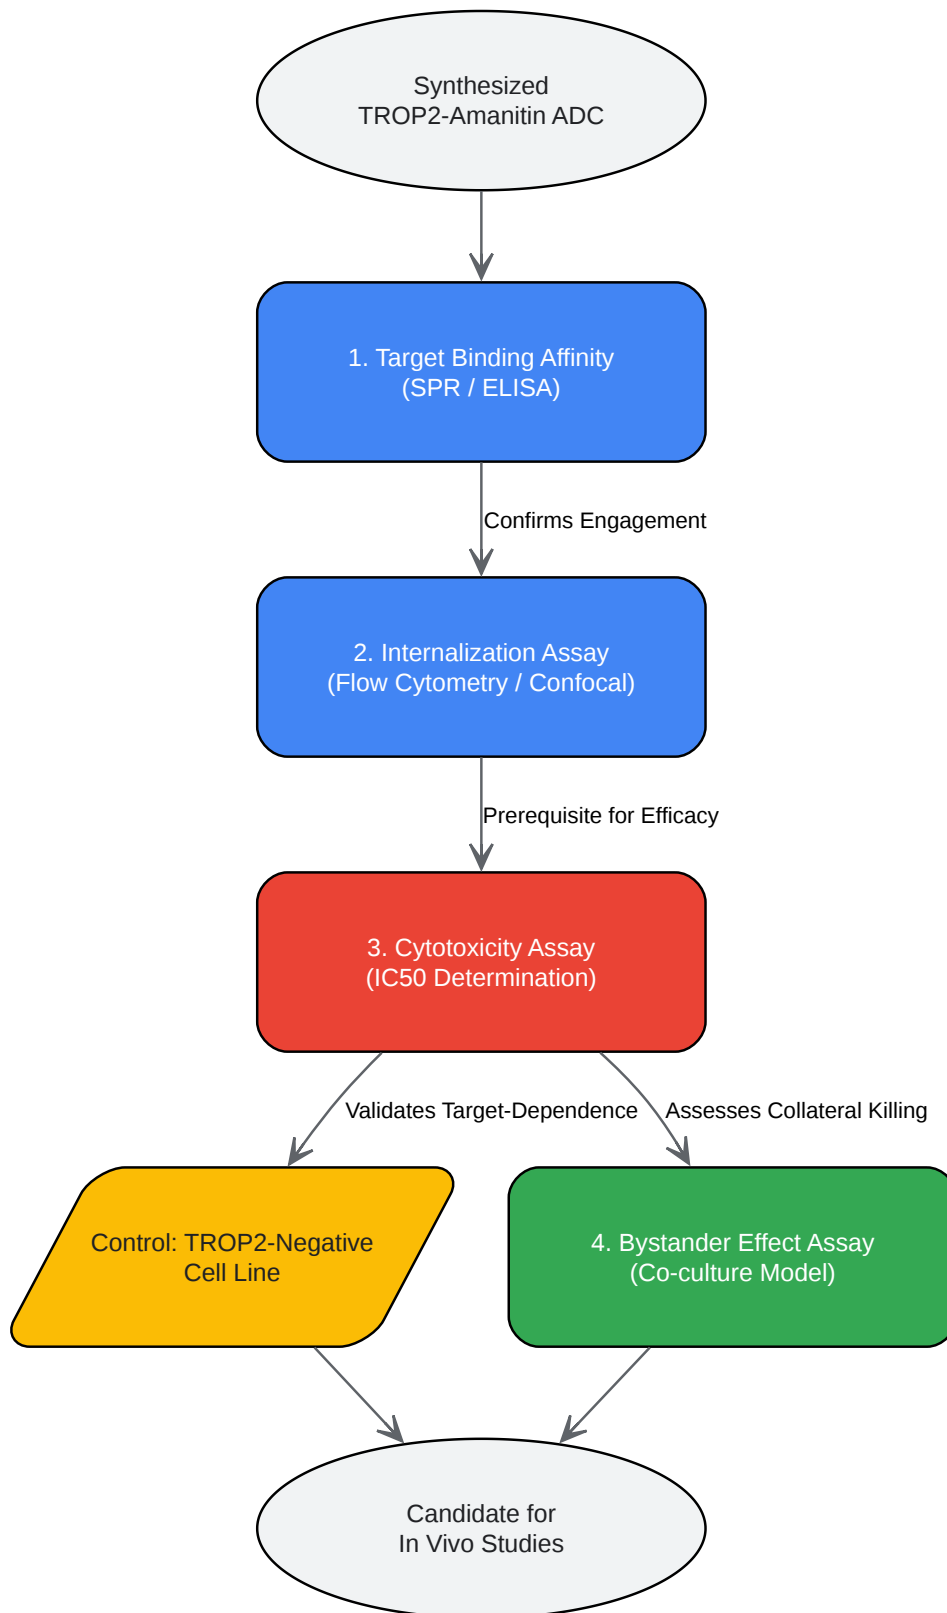 Synthesized
TROP2-Amanitin ADC
1. Target Binding Affinity
(SPR / ELISA)
Confirms Engagement
2. Internalization Assay
(Flow Cytometry / Confocal)
Prerequisite for Efficacy
3. Cytotoxicity Assay
(IC50 Determination)
Validates Target-Dependence
Assesses Collateral Killing
Control: TROP2-Negative
Cell Line
4. Bystander Effect Assay
(Co-culture Model)
Candidate for
In Vivo Studies